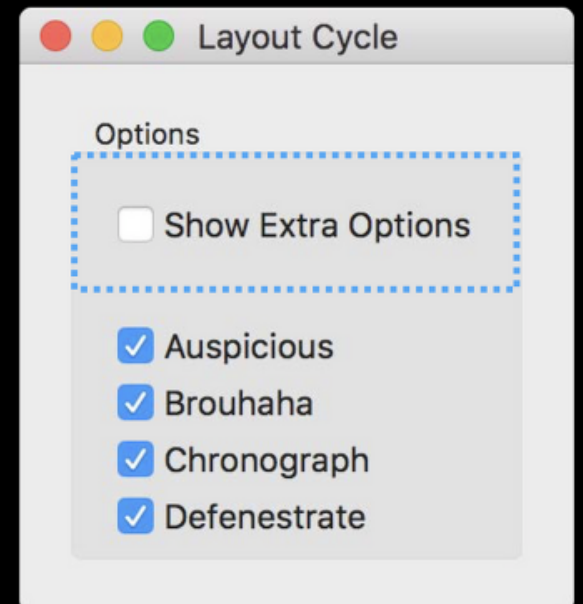 Layout Cycle
Options
Show Extra Options
Auspicious
Brouhaha
Chronograph
Defenestrate